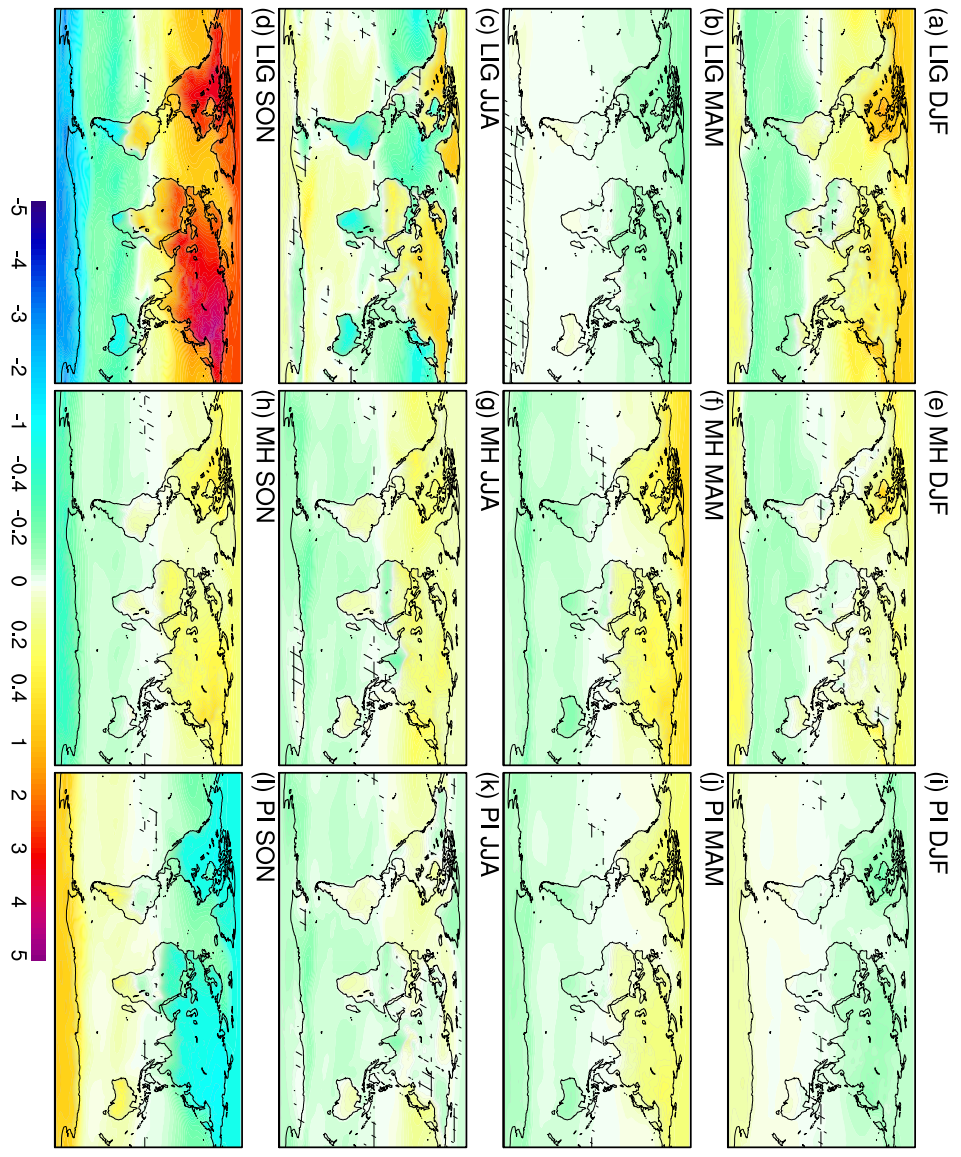 (a) LIG DJF
(e) MH DJF
(i) PI DJF
(b) LIG MAM
(f) MH MAM
(j) PI MAM
(c) LIG JJA
(g) MH JJA
(k) PI JJA
(d) LIG SON
(h) MH SON
(l) PI SON
-5 -4 -3 -2 -1 -0.4 -0.2 0 0.2 0.4 1 2 3 4 5